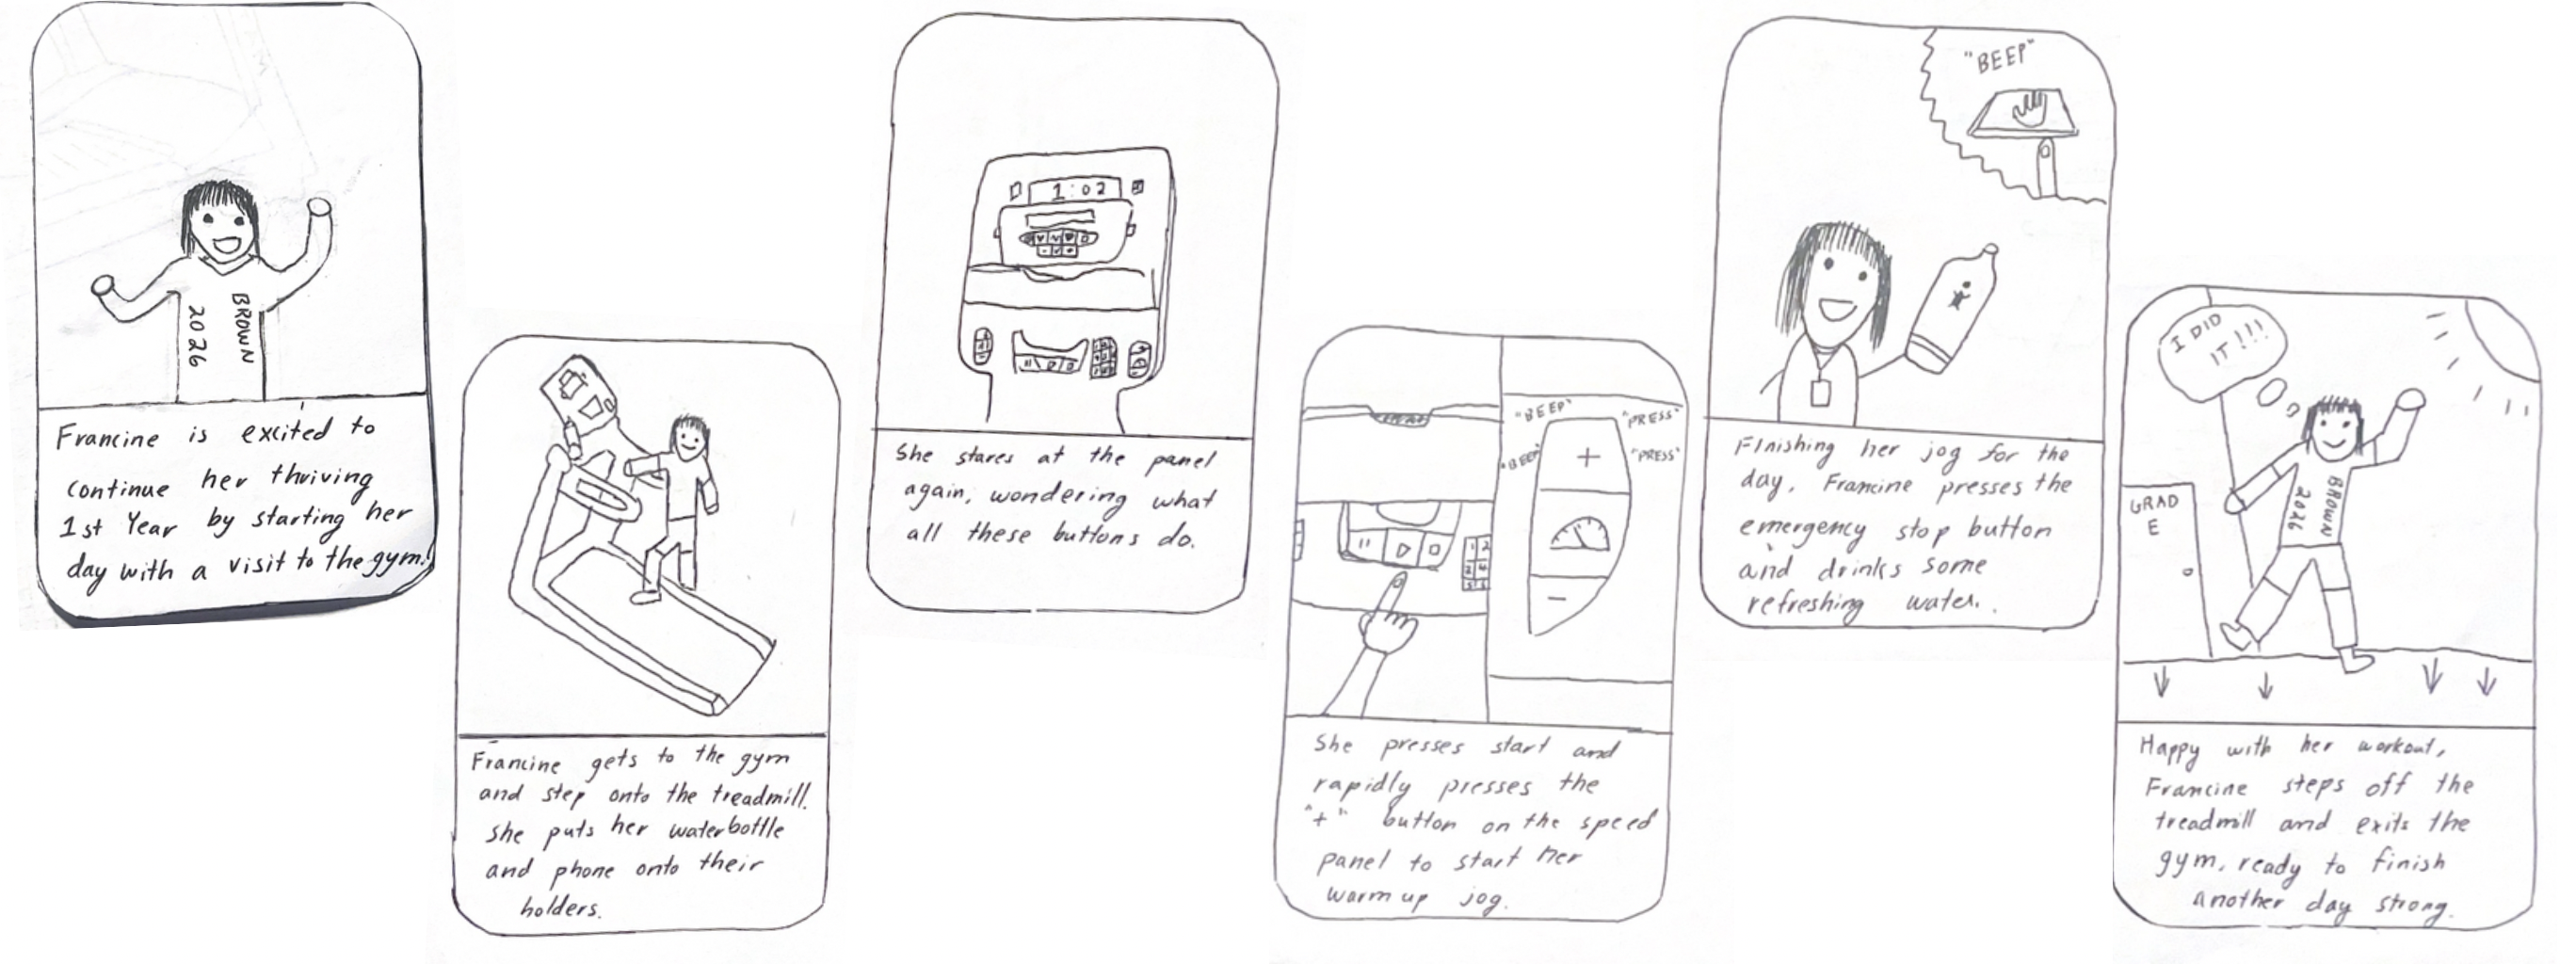 BROWN
2026
Francine is excited to
continue her thriving
1st Year by starting her
day with a visit to the gym!
Francine gets to the gym
and step onto the treadmill.
She puts her waterbottle
and phone onto their
holders.
1:02
She stares at the panel
again, wondering what
all these buttons do.
"BEEP"
"PRESS"
"BEEP"
"PRESS"
+
-
1 2
She presses start and
rapidly presses the
"+" button on the speed
panel to start her
warm up jog.
"BEEP"
FInishing her jog for the
day, Francine presses the
emergency stop button
and drinks some
refreshing water.
I DID
IT!!!
BROWN
2026
GRAD
E
Happy with her workout,
Francine steps off the
treadmill and exits the
gym, ready to finish
another day strong.